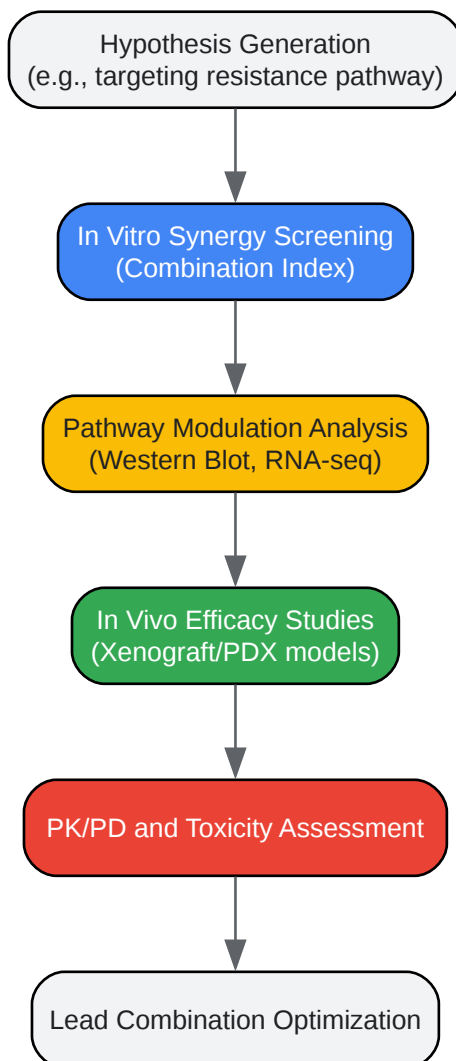 Hypothesis Generation
(e.g., targeting resistance pathway)
In Vitro Synergy Screening
(Combination Index)
Pathway Modulation Analysis
(Western Blot, RNA-seq)
In Vivo Efficacy Studies
(Xenograft/PDX models)
PK/PD and Toxicity Assessment
Lead Combination Optimization